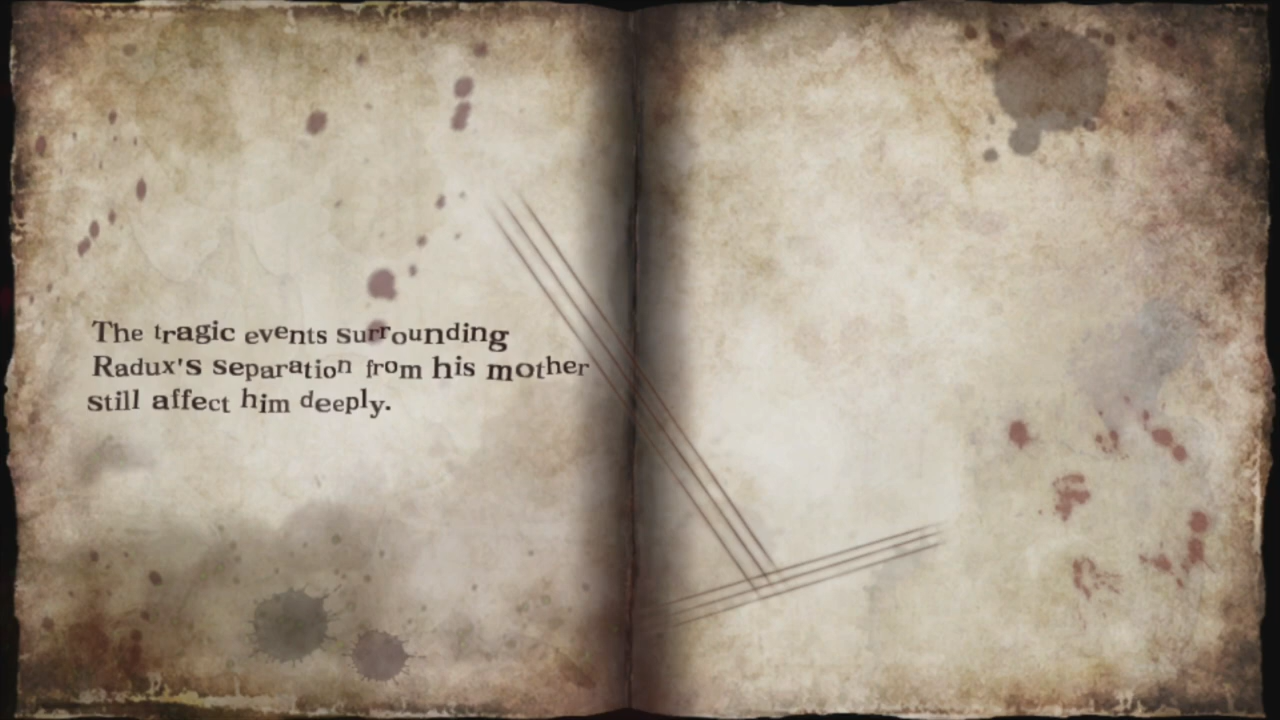 The tragic events surrounding
Radux's separation from his mother
still affect him deeply.